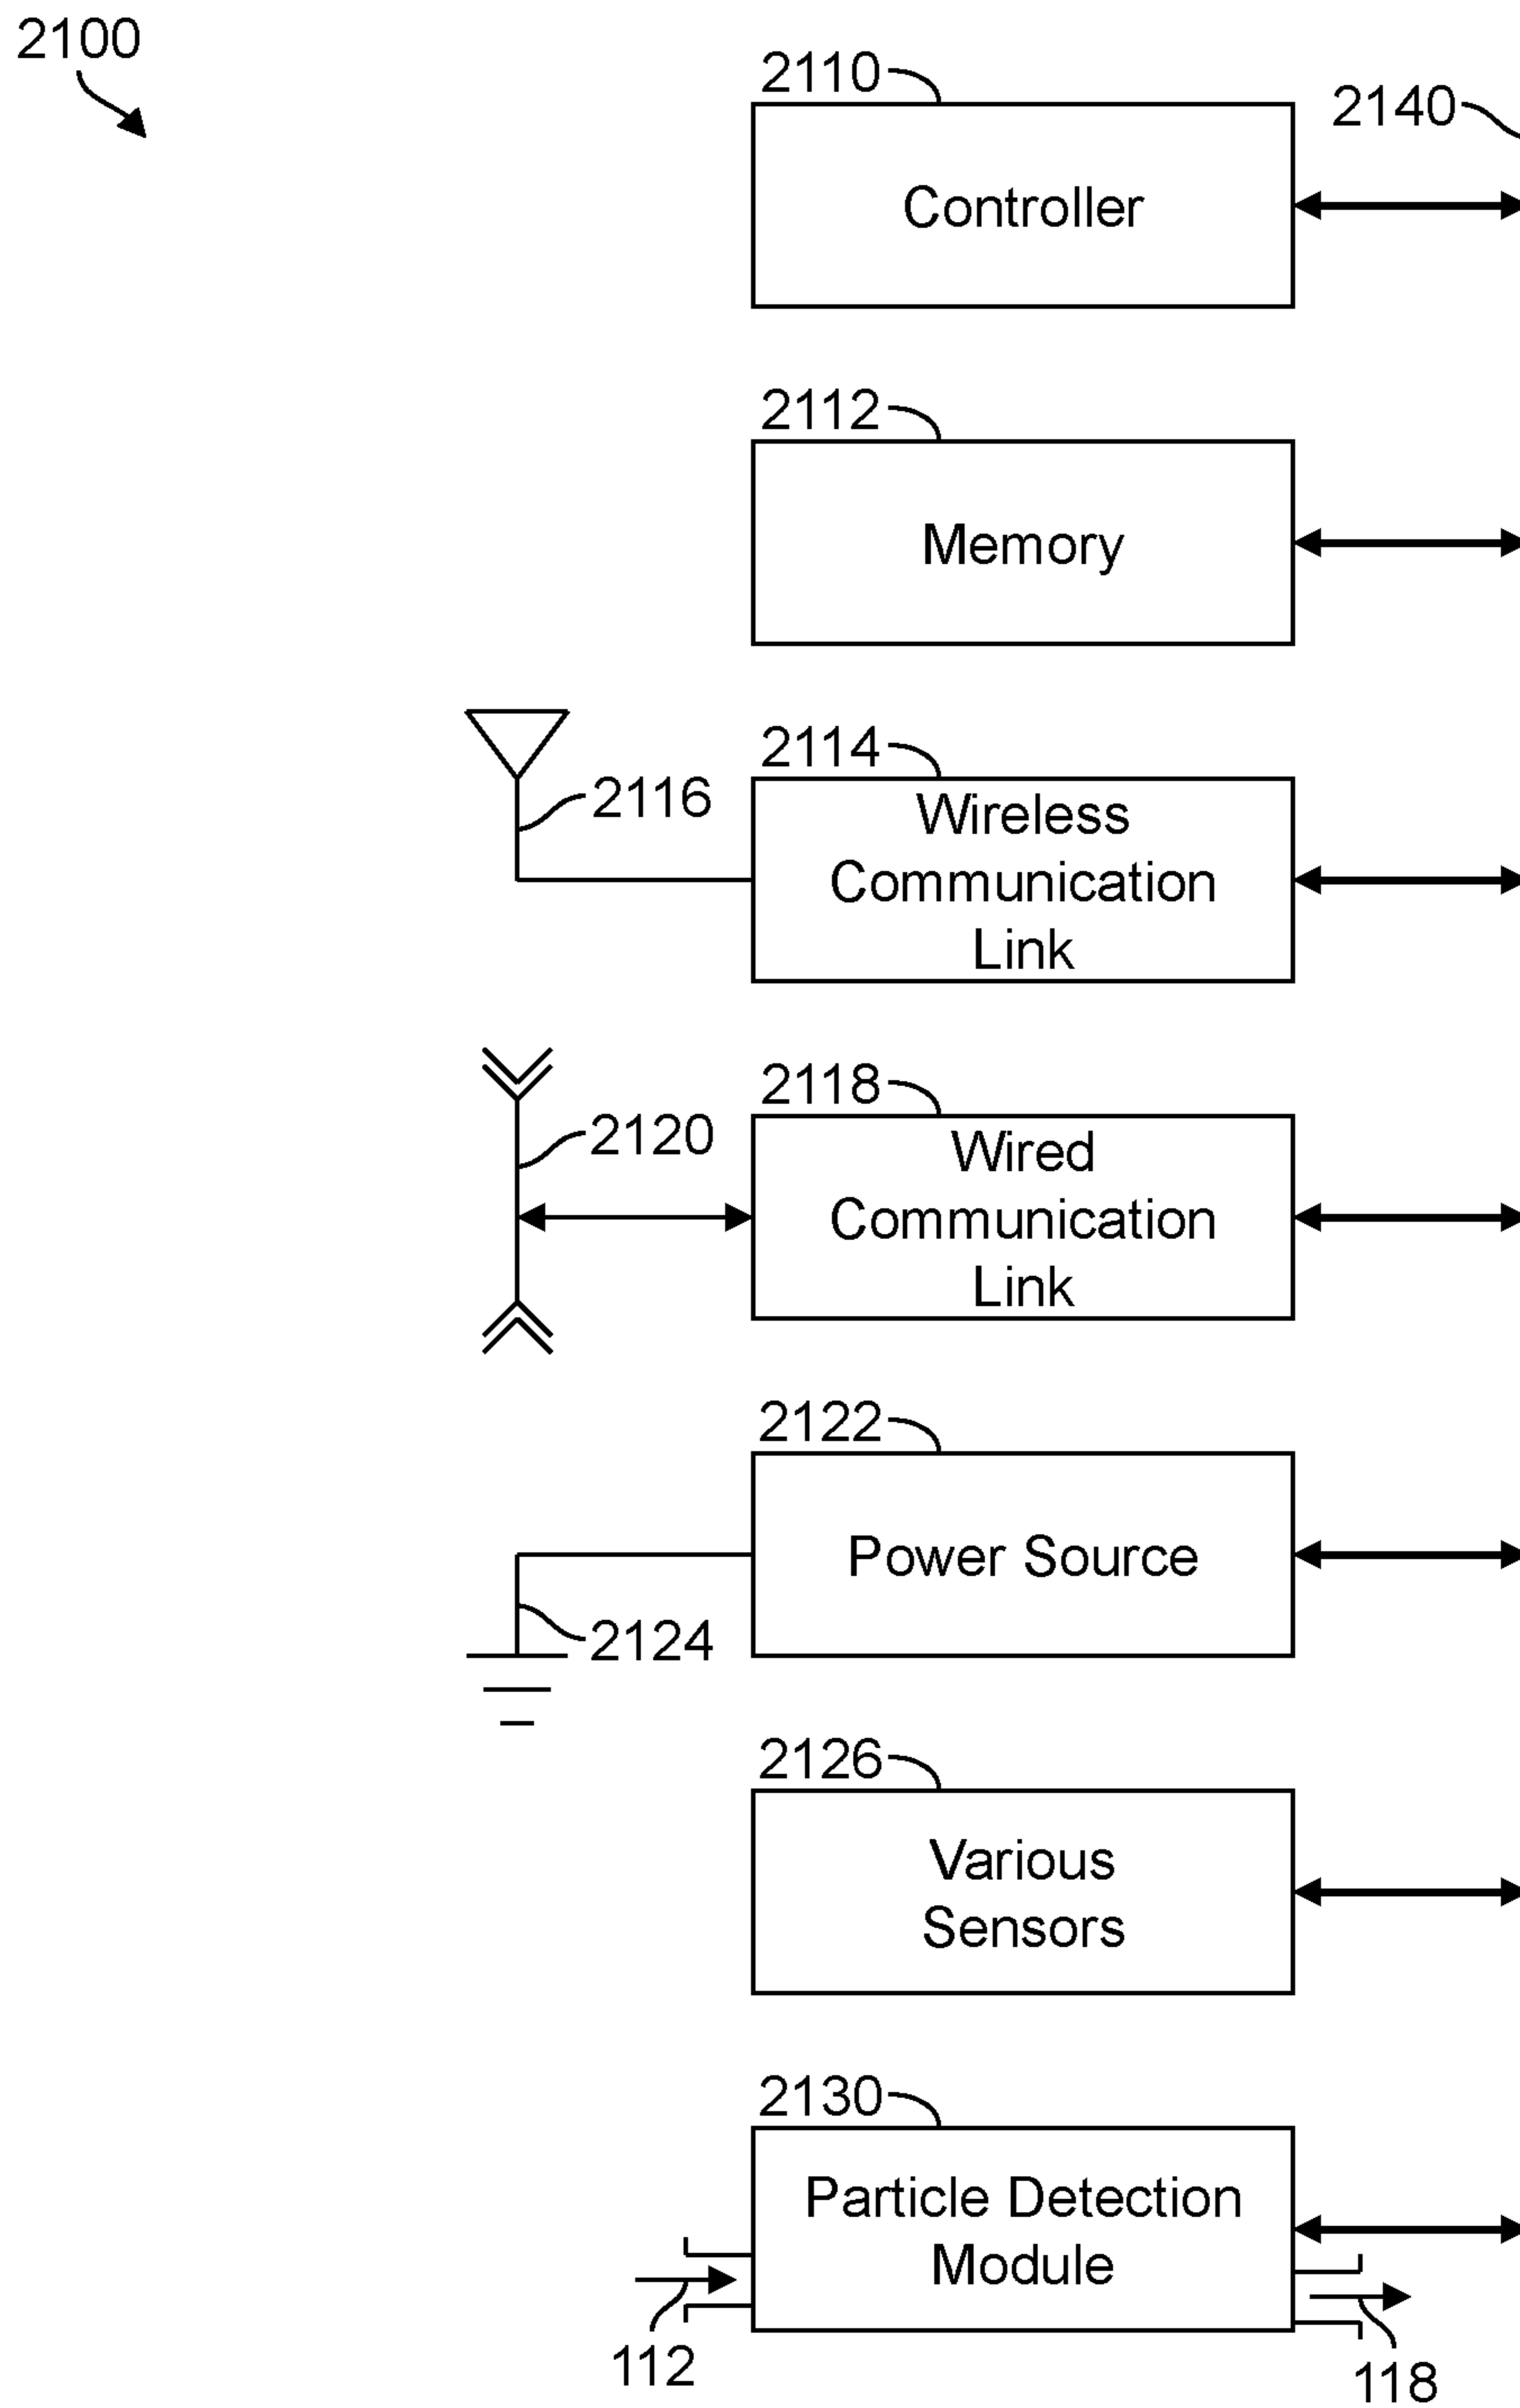 2100
2110
2140
Controller
2112
Memory
2114
2116
Wireless
Communication
Link
2118
2120
Wired
Communication
Link
2122
Power Source
2124
2126
Various
Sensors
2130
Particle Detection
Module
112
118